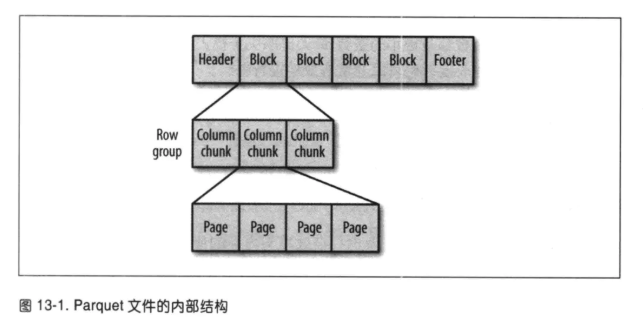 Header Block Block Block Block Footer
Row group
Column chunk Column chunk Column chunk
Page Page Page Page
图 13-1. Parquet 文件的内部结构